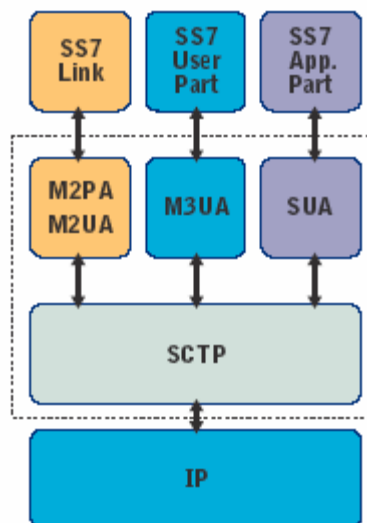 SS7
Link
SS7
User
Part
SS7
App.
Part
M2PA
M2UA
M3UA
SUA
SCTP
IP